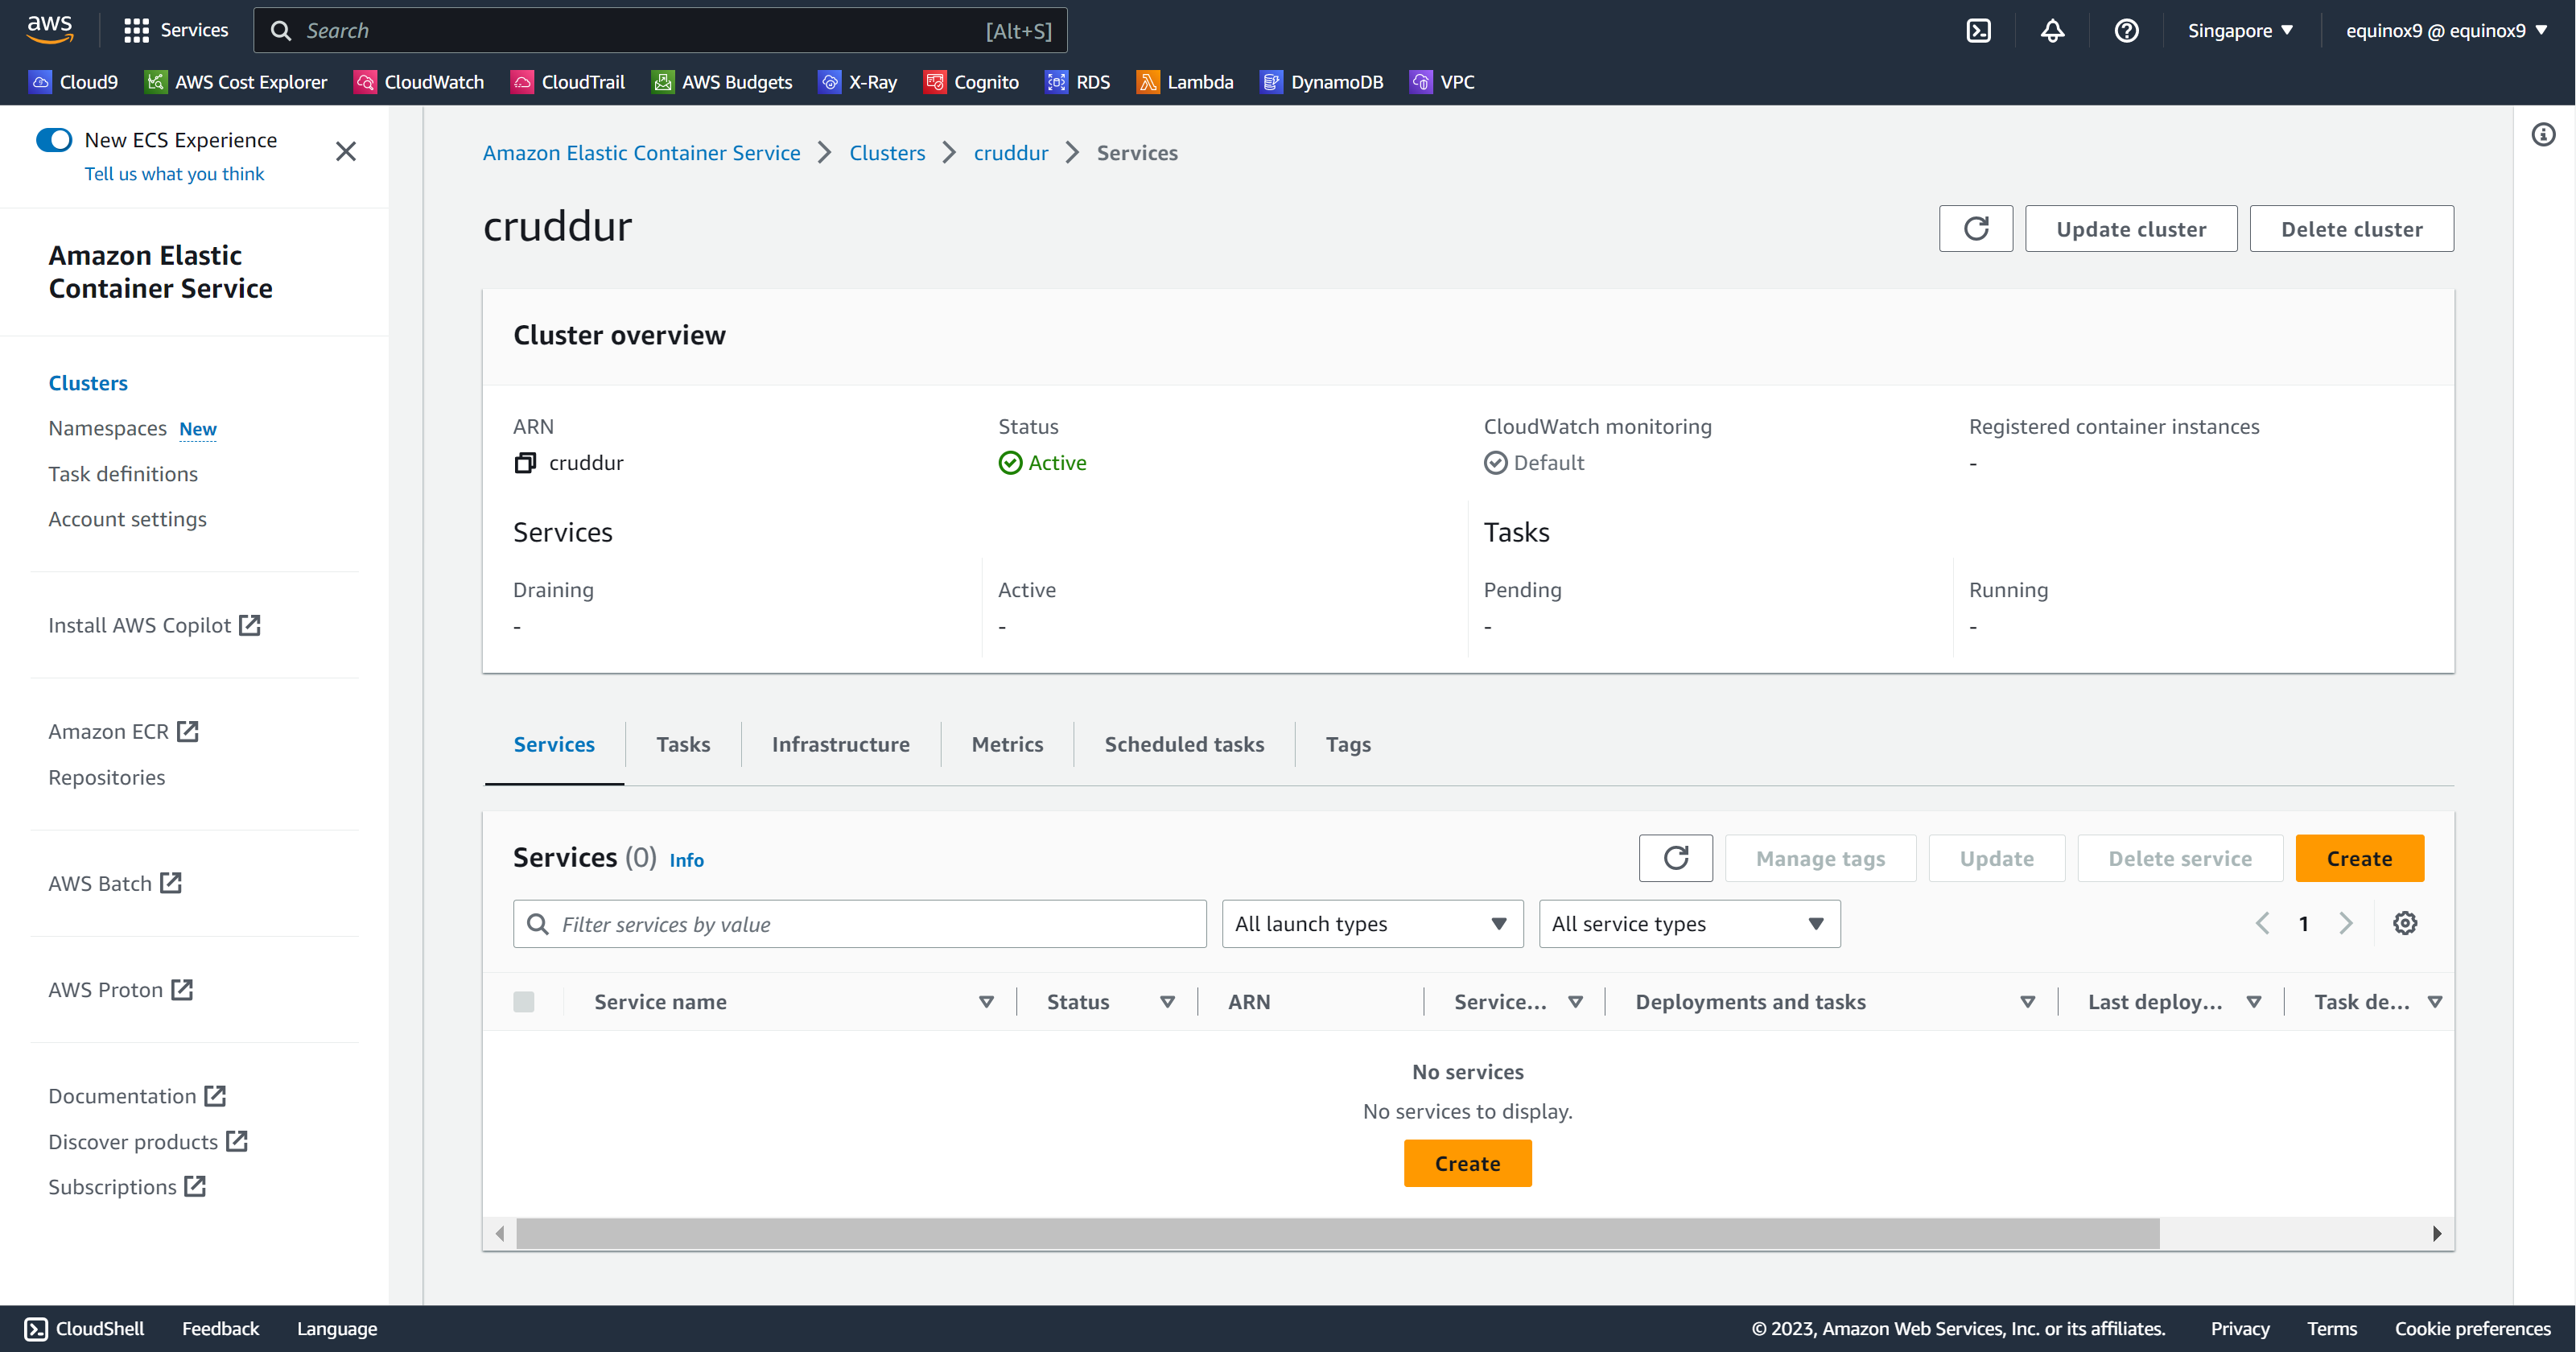 aws
Services
Search [Alt+S]
Singapore
equinox9 @ equinox9
Cloud9 AWS Cost Explorer CloudWatch CloudTrail AWS Budgets X-Ray Cognito RDS Lambda DynamoDB VPC
New ECS Experience
Tell us what you think
Amazon Elastic
Container Service
Clusters
Namespaces New
Task definitions
Account settings
Install AWS Copilot
Amazon ECR
Repositories
AWS Batch
AWS Proton
Documentation
Discover products
Subscriptions
Amazon Elastic Container Service Clusters cruddur Services
cruddur
Update cluster Delete cluster
Cluster overview
ARN
cruddur
Status
Active
CloudWatch monitoring
Default
Registered container instances
-
Services
Draining
-
Active
-
Tasks
Pending
-
Running
-
Services Tasks Infrastructure Metrics Scheduled tasks Tags
Services (0) Info
Manage tags Update Delete service Create
Filter services by value All launch types All service types 1
Service name Status ARN Service... Deployments and tasks Last deploy... Task de...
No services
No services to display.
Create
CloudShell Feedback Language
© 2023, Amazon Web Services, Inc. or its affiliates. Privacy Terms Cookie preferences